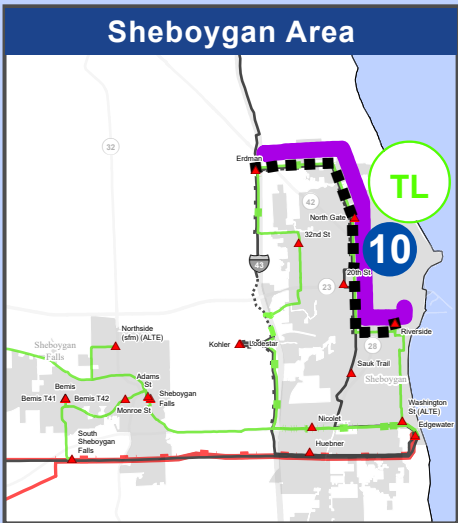 Sheboygan Area
32
Erdman
TL
42
North Gate
32nd St
10
43
20th St
23
Riverside
Northside
(sfm) (ALTE)
Kohler
Lodestar
28
Sheboygan
Falls
Sauk Trail
Sheboygan
Adams
St
Bemis
Bemis T41
Bemis T42
Sheboygan
Falls
Monroe St
Washington
St (ALTE)
Nicolet
Edgewater
South
Sheboygan
Falls
Huebner